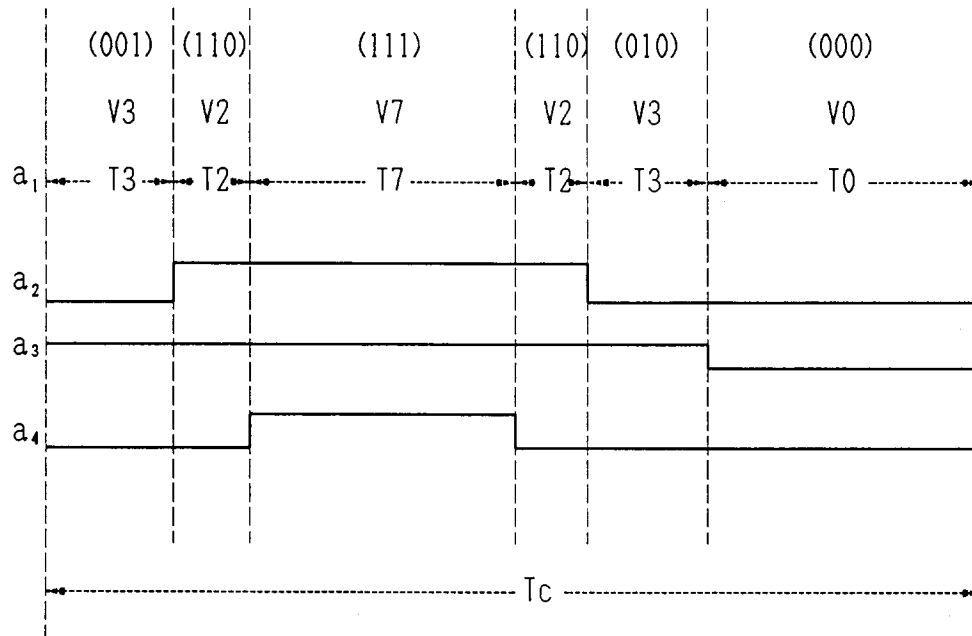 (001) (110) (111) (110) (010) (000)
V3 V2 V7 V2 V3 V0
a₁ T3 T2 T7 T2 T3 T0
a₂
a₃
a₄
Tc